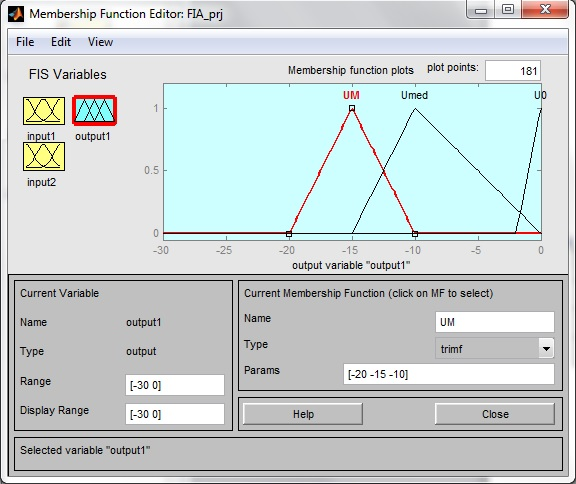 Membership Function Editor: FIA_prj
File Edit View
FIS Variables
Membership function plots plot points: 181
input1 output1
input2
UM Umed U0
1
0.5
0
-30 -25 -20 -15 -10 -5 0
output variable "output1"
Current Variable
Name output1
Type output
Range [-30 0]
Display Range [-30 0]
Current Membership Function (click on MF to select)
Name UM
Type trimf
Params [-20 -15 -10]
Help Close
Selected variable "output1"